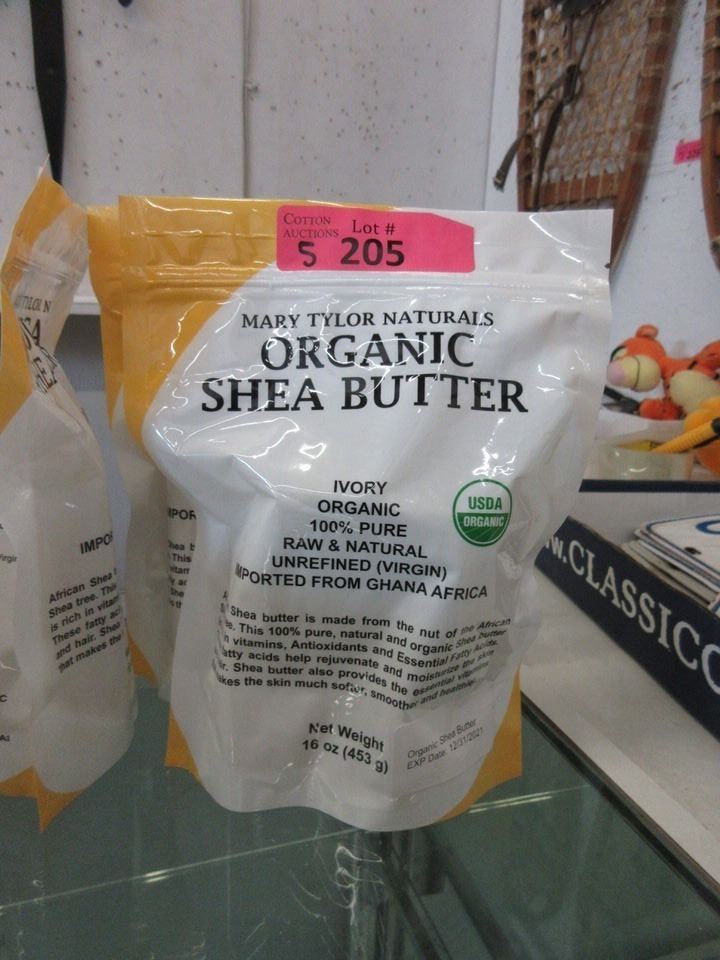 COTTON
AUCTIONS
Lot #
5 205
MARY TYLOR NATURALS
ORGANIC
SHEA BUTTER
IVORY
ORGANIC
100% PURE
RAW & NATURAL
UNREFINED (VIRGIN)
IMPORTED FROM GHANA AFRICA
USDA
ORGANIC
Shea butter is made from the nut of the African
This 100% pure, natural and organic Shea butter
in vitamins, Antioxidants and Essential Fatty Acids.
fatty acids help rejuvenate and moisturize the skin
Shea butter also provides the essential vitamins
the skin much softer, smoother and healthier
Net Weight
16 oz (453 g)
Organic Shea Butter
EXP Date: 12/31/2021
African Shea
Shea tree. This
is rich in vitam
These fatty aci
and hair. Shea
that makes the
.CLASSICC